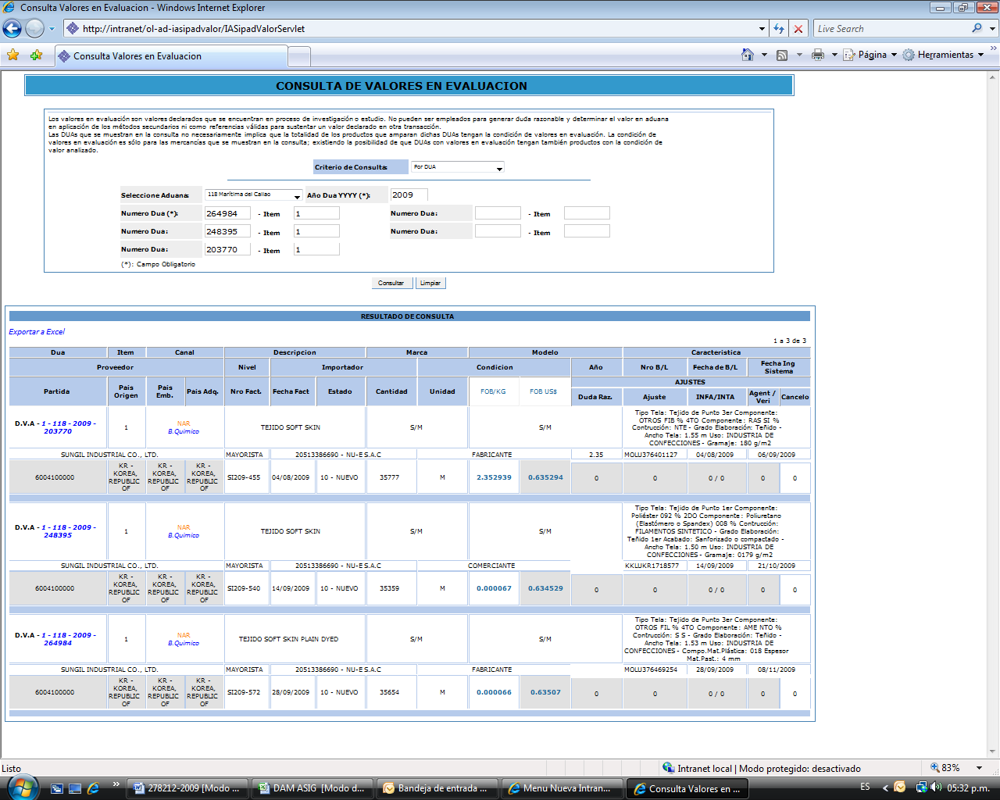 Consulta Valores en Evaluacion - Windows Internet Explorer
http://intranet/ol-ad-iasipadvalor/IASipadValorServlet
Live Search
Consulta Valores en Evaluacion
Página
Herramientas
CONSULTA DE VALORES EN EVALUACION
Los valores en evaluación son valores declarados que se encuentran en proceso de investigación o estudio. No pueden ser empleados para generar duda razonable y determinar el valor en aduana
en aplicación de los métodos secundarios ni como referencias válidas para sustentar un valor declarado en otra transacción.
Las DUAs que se muestran en la consulta no necesariamente implica que la totalidad de los productos que amparan dichas DUAs tengan la condición de valores en evaluación. La condición de
valores en evaluación es sólo para las mercancías que se muestran en la consulta; existiendo la posibilidad de que DUAs con valores en evaluación tengan también productos con la condición de
valor analizado.
Criterio de Consulta: Por DUA
Seleccione Aduana: 118 Marítima del Callao Año Dua YYYY (*): 2009
Numero Dua (*): 264984 - Item 1 Numero Dua: - Item
Numero Dua: 248395 - Item 1 Numero Dua: - Item
Numero Dua: 203770 - Item 1
(*): Campo Obligatorio
Consultar Limpiar
RESULTADO DE CONSULTA
Exportar a Excel
1 a 3 de 3
Dua Item Canal Descripcion Marca Modelo Caracteristica
Proveedor Nivel Importador Condicion Año Nro B/L Fecha de B/L Fecha Ing
Sistema
Partida Pais
Origen Pais
Emb. Pais Adq. Nro Fact. Fecha Fact Estado Cantidad Unidad FOB/KG FOB US$ AJUSTES
Duda Raz. Ajuste INFA/INTA Agent /
Veri Cancelo
D.V.A - 1 - 118 - 2009 -
203770
1
NAR
B.Quimico
TEJIDO SOFT SKIN
S/M
S/M
Tipo Tela: Tejido de Punto 3er Componente:
OTROS FIB % 4TO Componente: RAS SI %
Contrucción: NTE - Grado Elaboración: Teñido -
Ancho Tela: 1.55 m Uso: INDUSTRIA DE
CONFECCIONES - Gramaje: 180 g/m2
SUNGIL INDUSTRIAL CO., LTD. MAYORISTA 20513386690 - NU-E S.A.C FABRICANTE 2.35 MOLU376401127 04/08/2009 06/09/2009
6004100000
KR -
KOREA,
REPUBLIC
OF
KR -
KOREA,
REPUBLIC
OF
KR -
KOREA,
REPUBLIC
OF
SI209-455 04/08/2009 10 - NUEVO 35777 M 2.352939 0.635294 0 0 0 / 0 0 0
D.V.A - 1 - 118 - 2009 -
248395
1
NAR
B.Quimico
TEJIDO SOFT SKIN
S/M
S/M
Tipo Tela: Tejido de Punto 1er Componente:
Poliéster 092 % 2DO Componente: Poliuretano
(Elastómero o Spandex) 008 % Contrucción:
FILAMENTOS SINTETICO - Grado Elaboración:
Teñido 1er Acabado: Sanforizado o compactado -
Ancho Tela: 1.50 m Uso: INDUSTRIA DE
CONFECCIONES - Gramaje: 0179 g/m2
SUNGIL INDUSTRIAL CO., LTD. MAYORISTA 20513386690 - NU-E S.A.C COMERCIANTE KKLUKR1718577 14/09/2009 21/10/2009
6004100000
KR -
KOREA,
REPUBLIC
OF
KR -
KOREA,
REPUBLIC
OF
KR -
KOREA,
REPUBLIC
OF
SI209-540 14/09/2009 10 - NUEVO 35359 M 0.000067 0.634529 0 0 0 / 0 0 0
D.V.A - 1 - 118 - 2009 -
264984
1
NAR
B.Quimico
TEJIDO SOFT SKIN PLAIN DYED
S/M
S/M
Tipo Tela: Tejido de Punto 3er Componente:
OTROS FIL % 4TO Componente: AME NTO %
Contrucción: S S - Grado Elaboración: Teñido -
Ancho Tela: 1.53 m Uso: INDUSTRIA DE
CONFECCIONES - Compo.Mat.Plástica: 018 Espesor
Mat.Past.: 4 mm
SUNGIL INDUSTRIAL CO., LTD. MAYORISTA 20513386690 - NU-E S.A.C FABRICANTE MOLU376469254 28/09/2009 08/11/2009
6004100000
KR -
KOREA,
REPUBLIC
OF
KR -
KOREA,
REPUBLIC
OF
KR -
KOREA,
REPUBLIC
OF
SI209-572 28/09/2009 10 - NUEVO 35654 M 0.000066 0.63507 0 0 0 / 0 0 0
Listo Intranet local | Modo protegido: desactivado 83%
278212-2009 [Modo ... DAM ASIG [Modo d... Bandeja de entrada ... Menu Nueva Intran... Consulta Valores en ... ES 05:32 p.m.